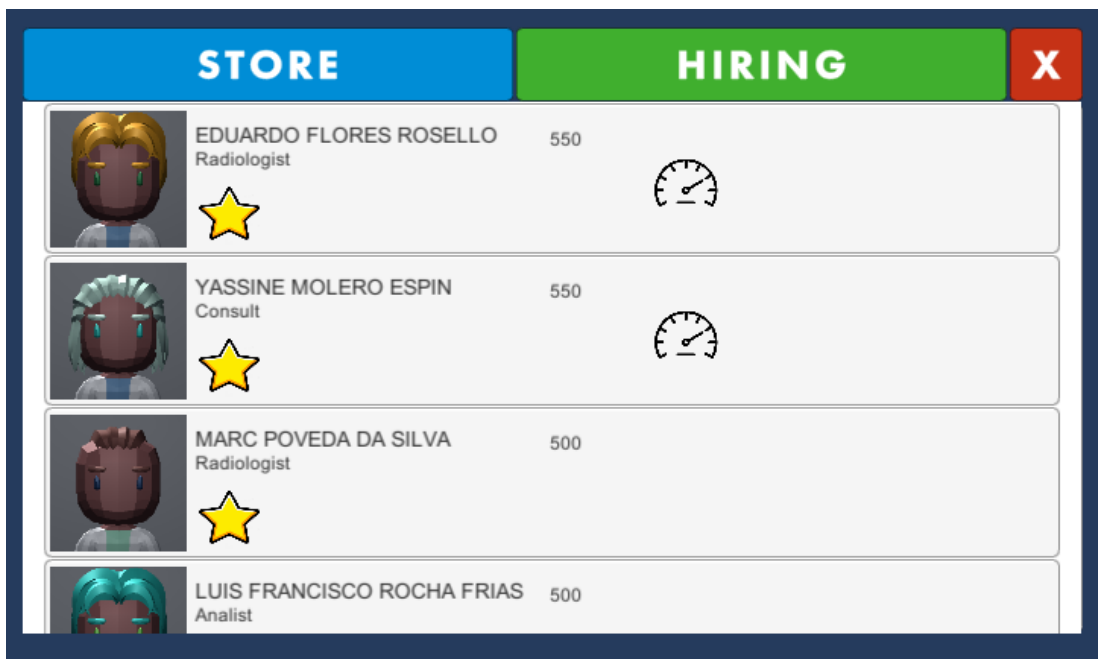 STORE HIRING X
EDUARDO FLORES ROSELLO 550
Radiologist
YASSINE MOLERO ESPIN 550
Consult
MARC POVEDA DA SILVA 500
Radiologist
LUIS FRANCISCO ROCHA FRIAS 500
Analist